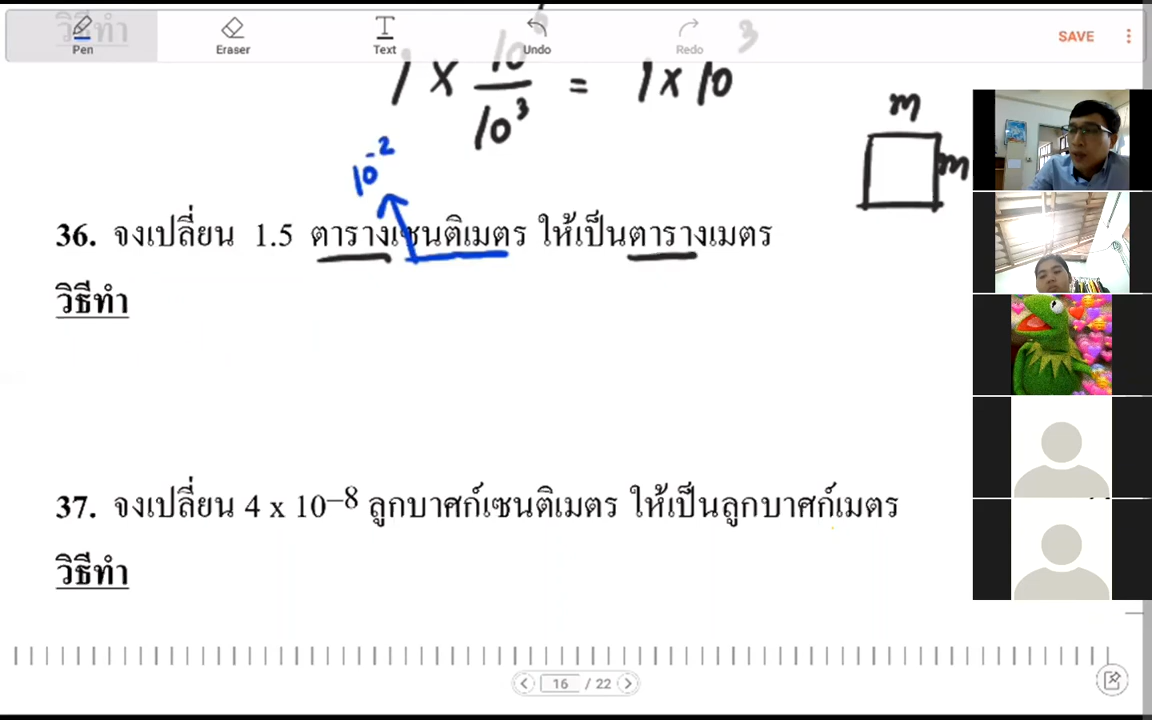 วิธีทำ
Pen Eraser Text Undo Redo SAVE
3
1 × 10 / 10³ = 1 × 10
m
m
10⁻²
36. จงเปลี่ยน 1.5 ตารางเซนติเมตร ให้เป็นตารางเมตร
วิธีทำ
37. จงเปลี่ยน 4 x 10⁻⁸ ลูกบาศก์เซนติเมตร ให้เป็นลูกบาศก์เมตร
วิธีทำ
16 / 22